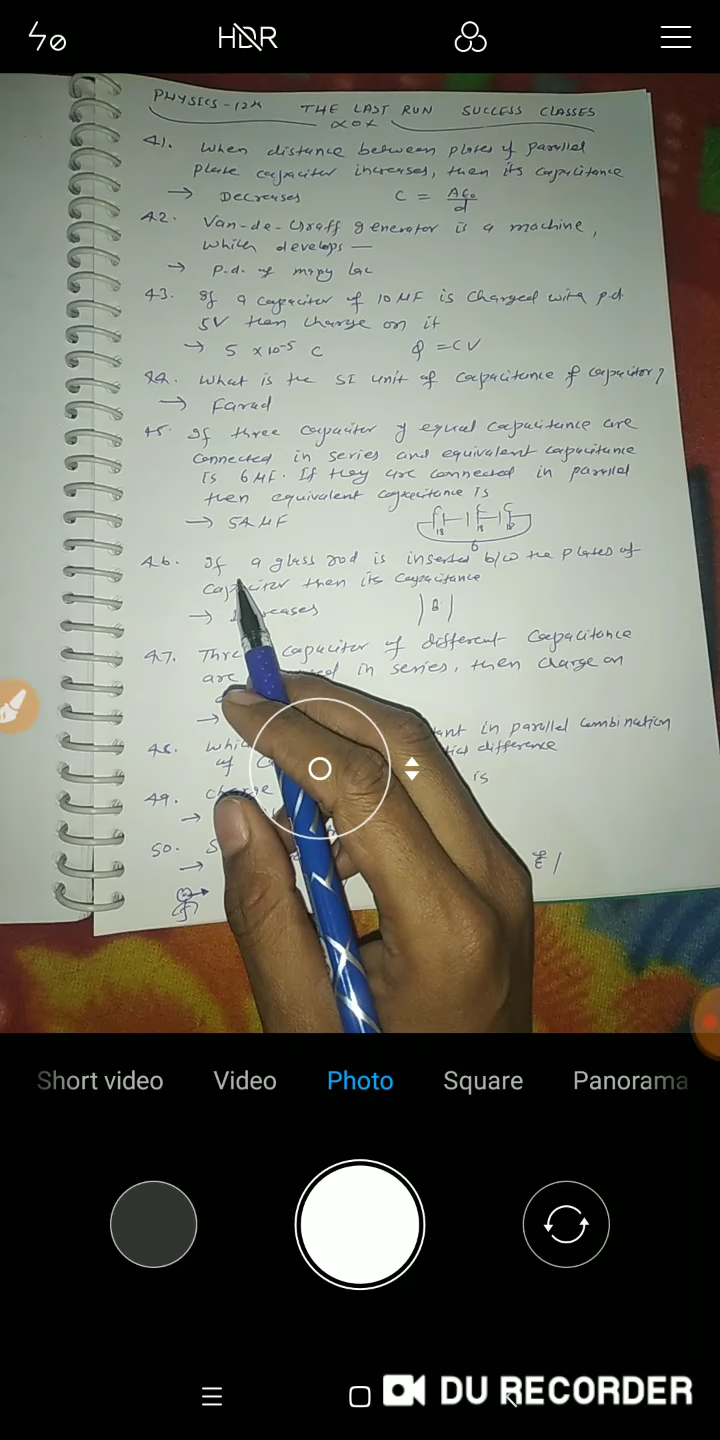 HDR
PHYSICS-12th THE LAST RUN SUCCESS CLASSES
41. When distance between plates of parallel
plate capacitor increases, then its capacitance
→ Decreases C = Aε₀/d
42. Van-de-Graff generator is a machine,
which develops —
→ P.d. of many lac
43. If a capacitor of 10 μF is charged with p.d
5V then charge on it
→ 5 × 10⁻⁵ C Q = CV
44. What is the SI unit of capacitance of capacitor?
→ Farad
45. If three capacitor of equal capacitance are
connected in series and equivalent capacitance
is 6 μF. If they are connected in parallel
then equivalent capacitance is
→ 54 μF
18 18 18
6
46. If a glass rod is inserted b/w the plates of
capacitor then its capacitance
→
47. Three capacitor of different capacitance
are in series, then charge on
→
48. in parallel combination
of difference
49. Charge is
→
50. S
→
Short video Video Photo Square Panorama
DU RECORDER